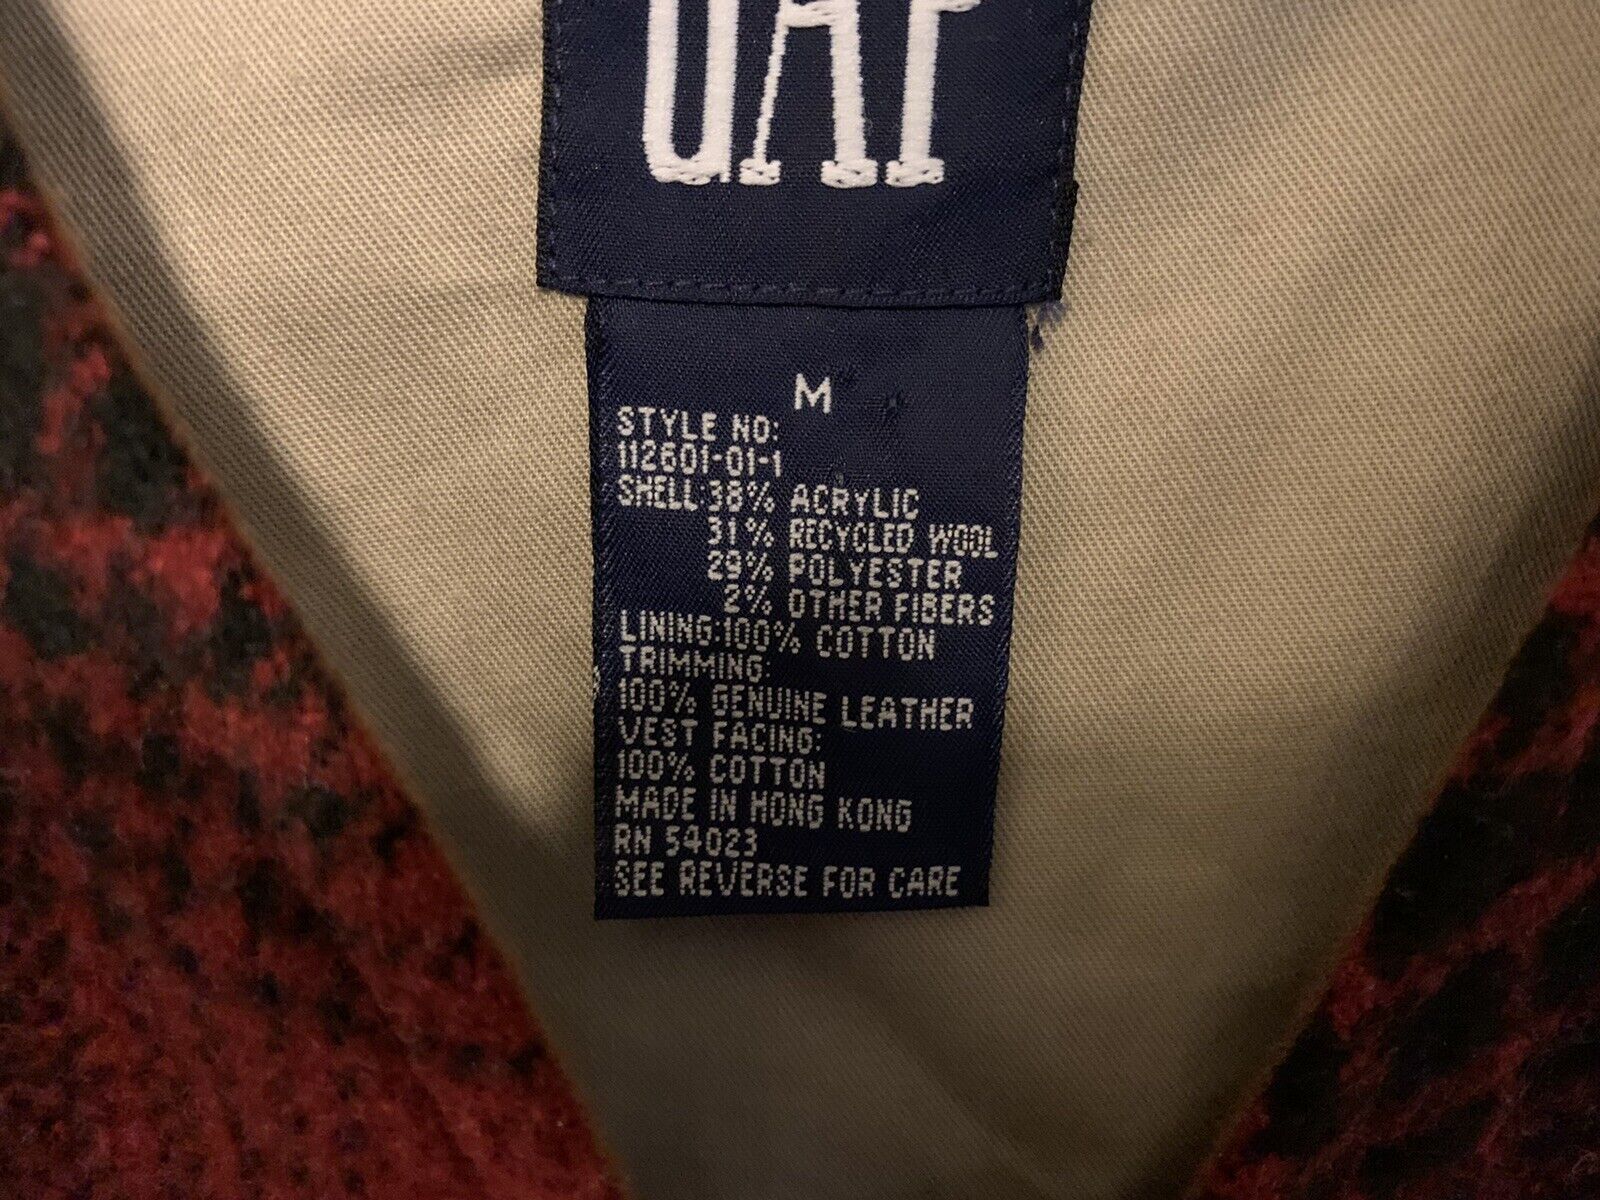 GAP
M
STYLE NO:
112601-01-1
SHELL:38% ACRYLIC
31% RECYCLED WOOL
29% POLYESTER
2% OTHER FIBERS
LINING:100% COTTON
TRIMMING:
100% GENUINE LEATHER
VEST FACING:
100% COTTON
MADE IN HONG KONG
RN 54023
SEE REVERSE FOR CARE